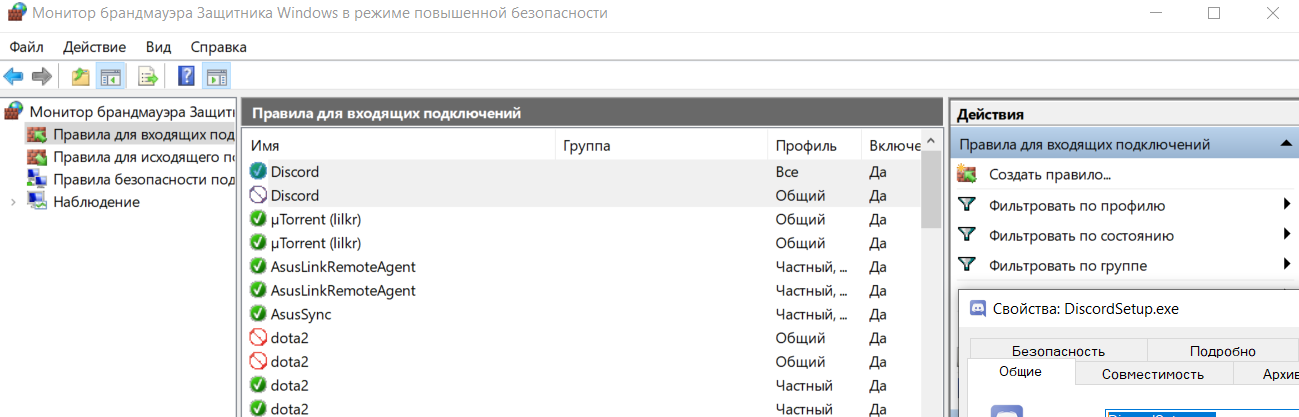 Монитор брандмауэра Защитника Windows в режиме повышенной безопасности
Файл Действие Вид Справка
Монитор брандмауэра Защити
Правила для входящих под
Правила для исходящего по
Правила безопасности под
Наблюдение
Правила для входящих подключений
Имя Группа Профиль Включе
Discord Все Да
Discord Общий Да
µTorrent (lilkr) Общий Да
µTorrent (lilkr) Общий Да
AsusLinkRemoteAgent Частный, ... Да
AsusLinkRemoteAgent Частный, ... Да
AsusSync Частный, ... Да
dota2 Общий Да
dota2 Общий Да
dota2 Частный Да
dota2 Частный Да
Действия
Правила для входящих подключений
Создать правило...
Фильтровать по профилю
Фильтровать по состоянию
Фильтровать по группе
Свойства: DiscordSetup.exe
Безопасность Подробно
Общие Совместимость Архив